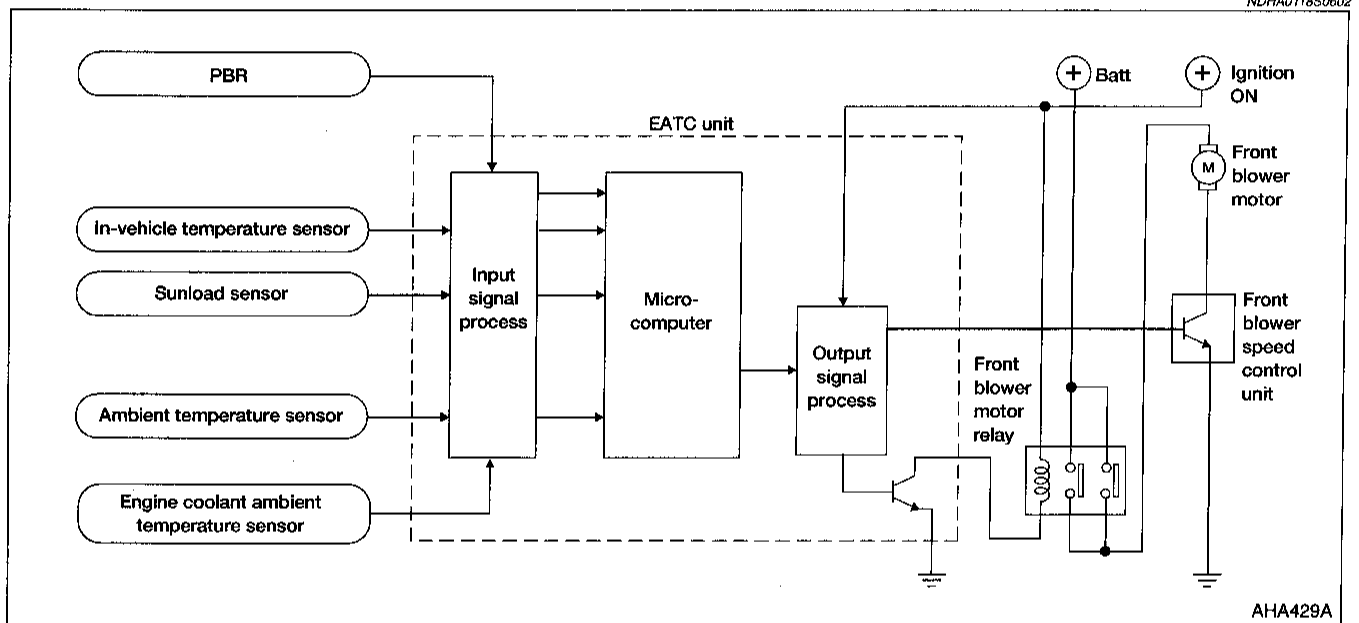 NDHA0118S0602
PBR
+ Batt
+ Ignition
ON
EATC unit
M
Front
blower
motor
In-vehicle temperature sensor
Sunload sensor
Input
signal
process
Micro-
computer
Front
blower
speed
control
unit
Output
signal
process
Front
blower
motor
relay
Ambient temperature sensor
Engine coolant ambient
temperature sensor
AHA429A